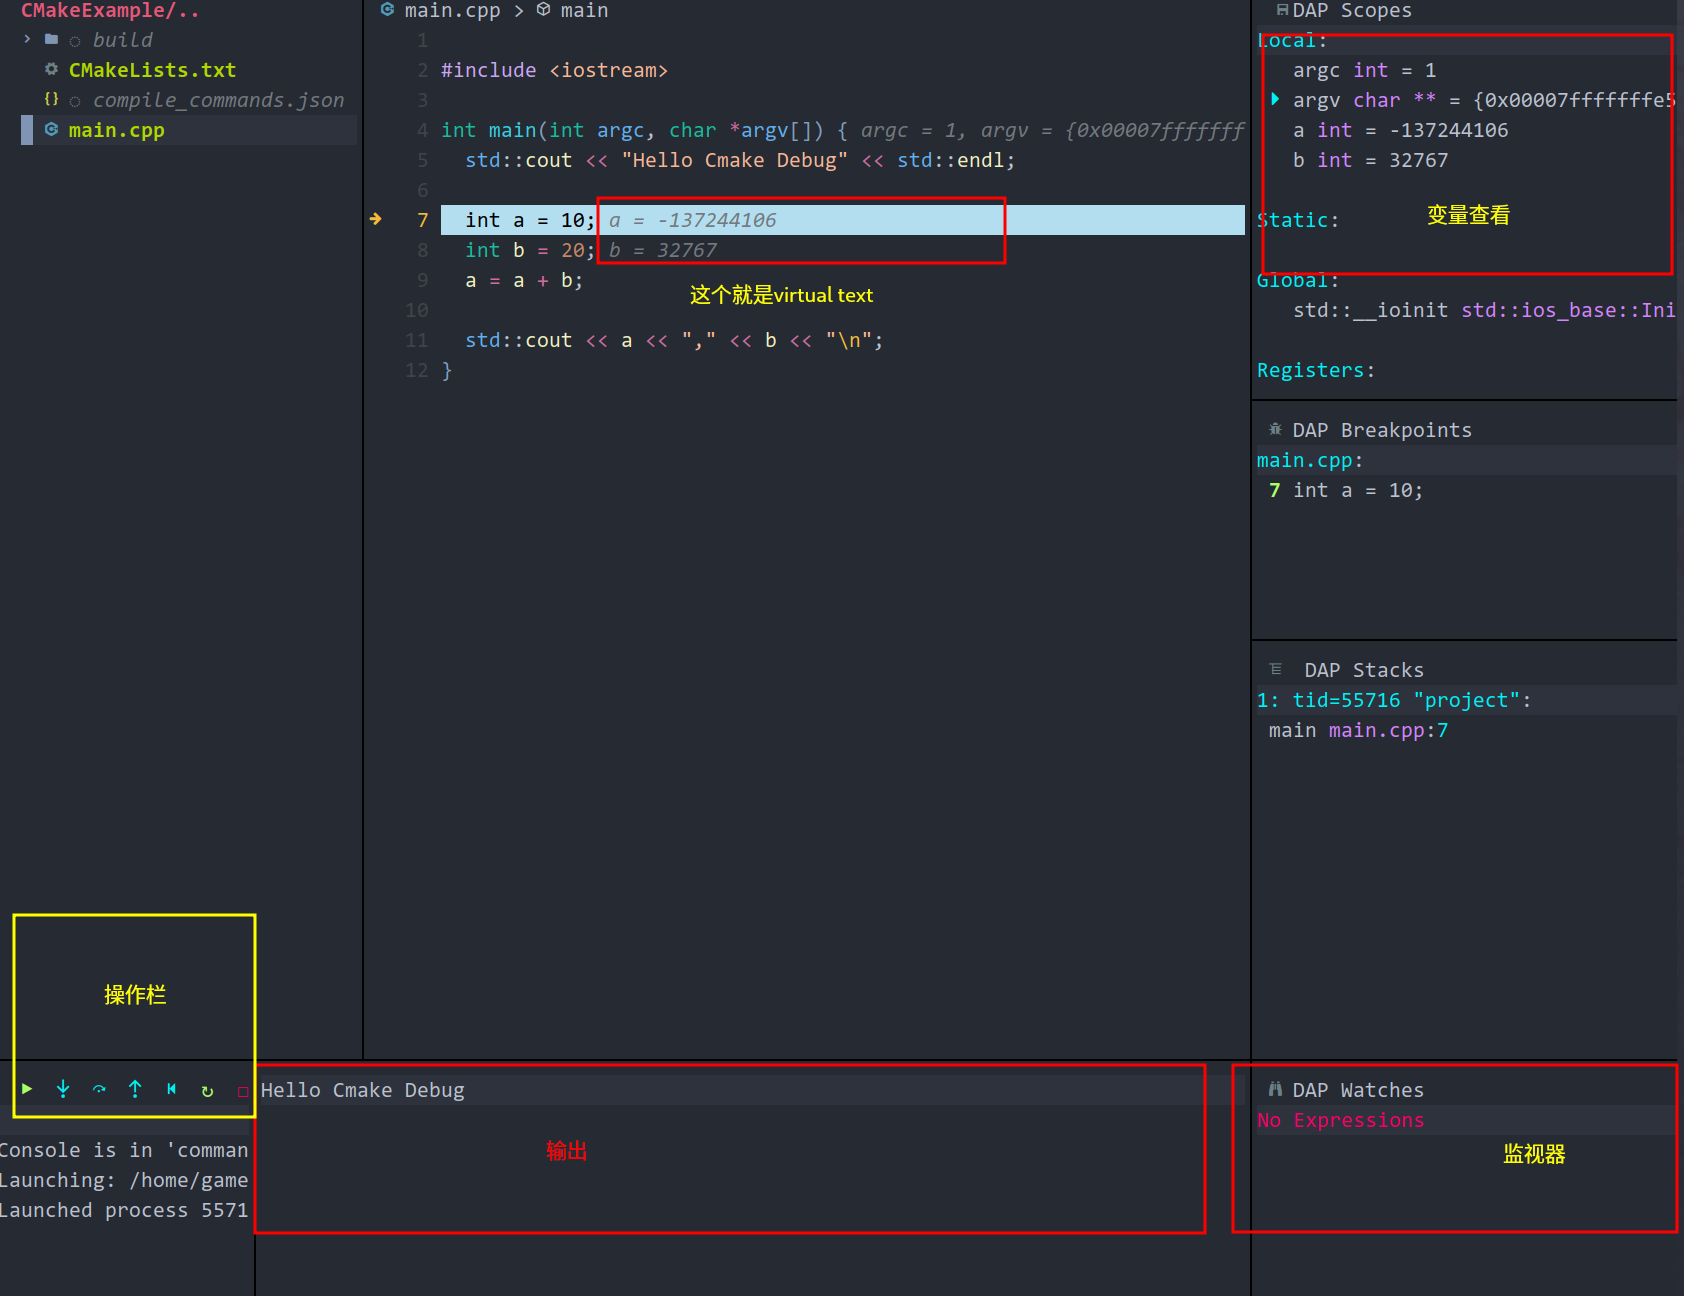 CMakeExample/..
build
CMakeLists.txt
{} compile_commands.json
main.cpp
main.cpp > main
1
2 #include <iostream>
3
4 int main(int argc, char *argv[]) { argc = 1, argv = {0x00007fffffff
5 std::cout << "Hello Cmake Debug" << std::endl;
6
7 int a = 10; a = -137244106
8 int b = 20; b = 32767
9 a = a + b;
这个就是virtual text
10
11 std::cout << a << "," << b << "\n";
12 }
DAP Scopes
Local:
argc int = 1
argv char ** = {0x00007fffffffe5
a int = -137244106
b int = 32767
变量查看
Static:
Global:
std::__ioinit std::ios_base::Ini
Registers:
DAP Breakpoints
main.cpp:
7 int a = 10;
DAP Stacks
1: tid=55716 "project":
main main.cpp:7
操作栏
Console is in 'comman
Launching: /home/game
Launched process 5571
Hello Cmake Debug
输出
DAP Watches
No Expressions
监视器